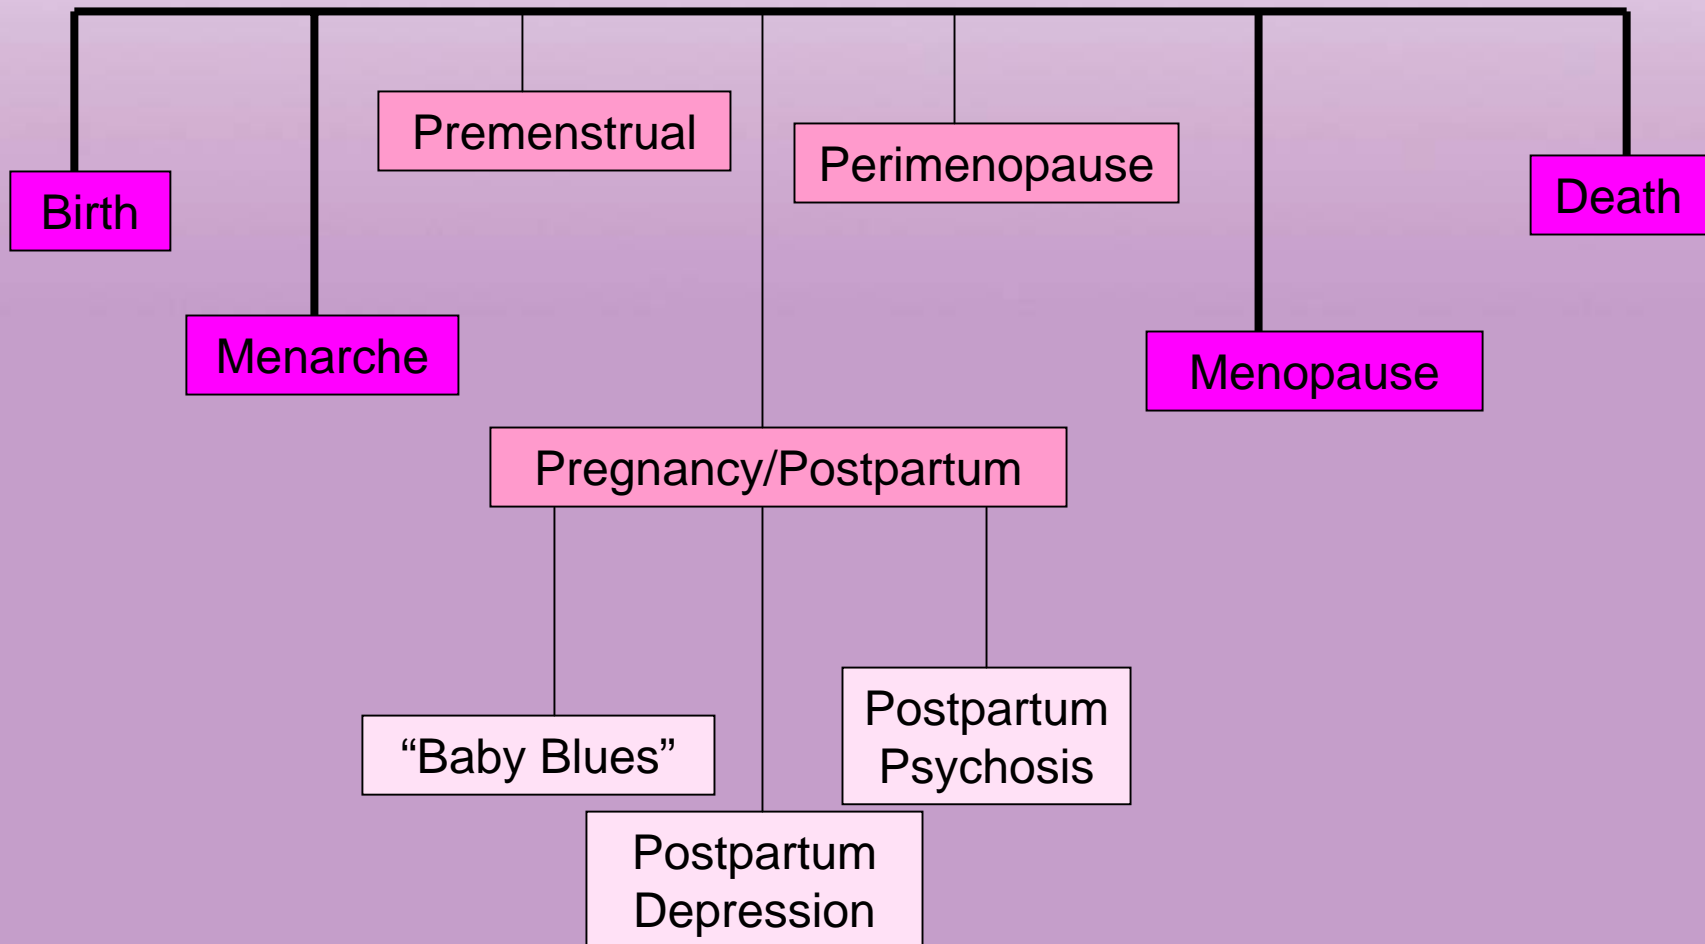 Premenstrual
Perimenopause
Birth
Death
Menarche
Menopause
Pregnancy/Postpartum
“Baby Blues”
Postpartum
Psychosis
Postpartum
Depression